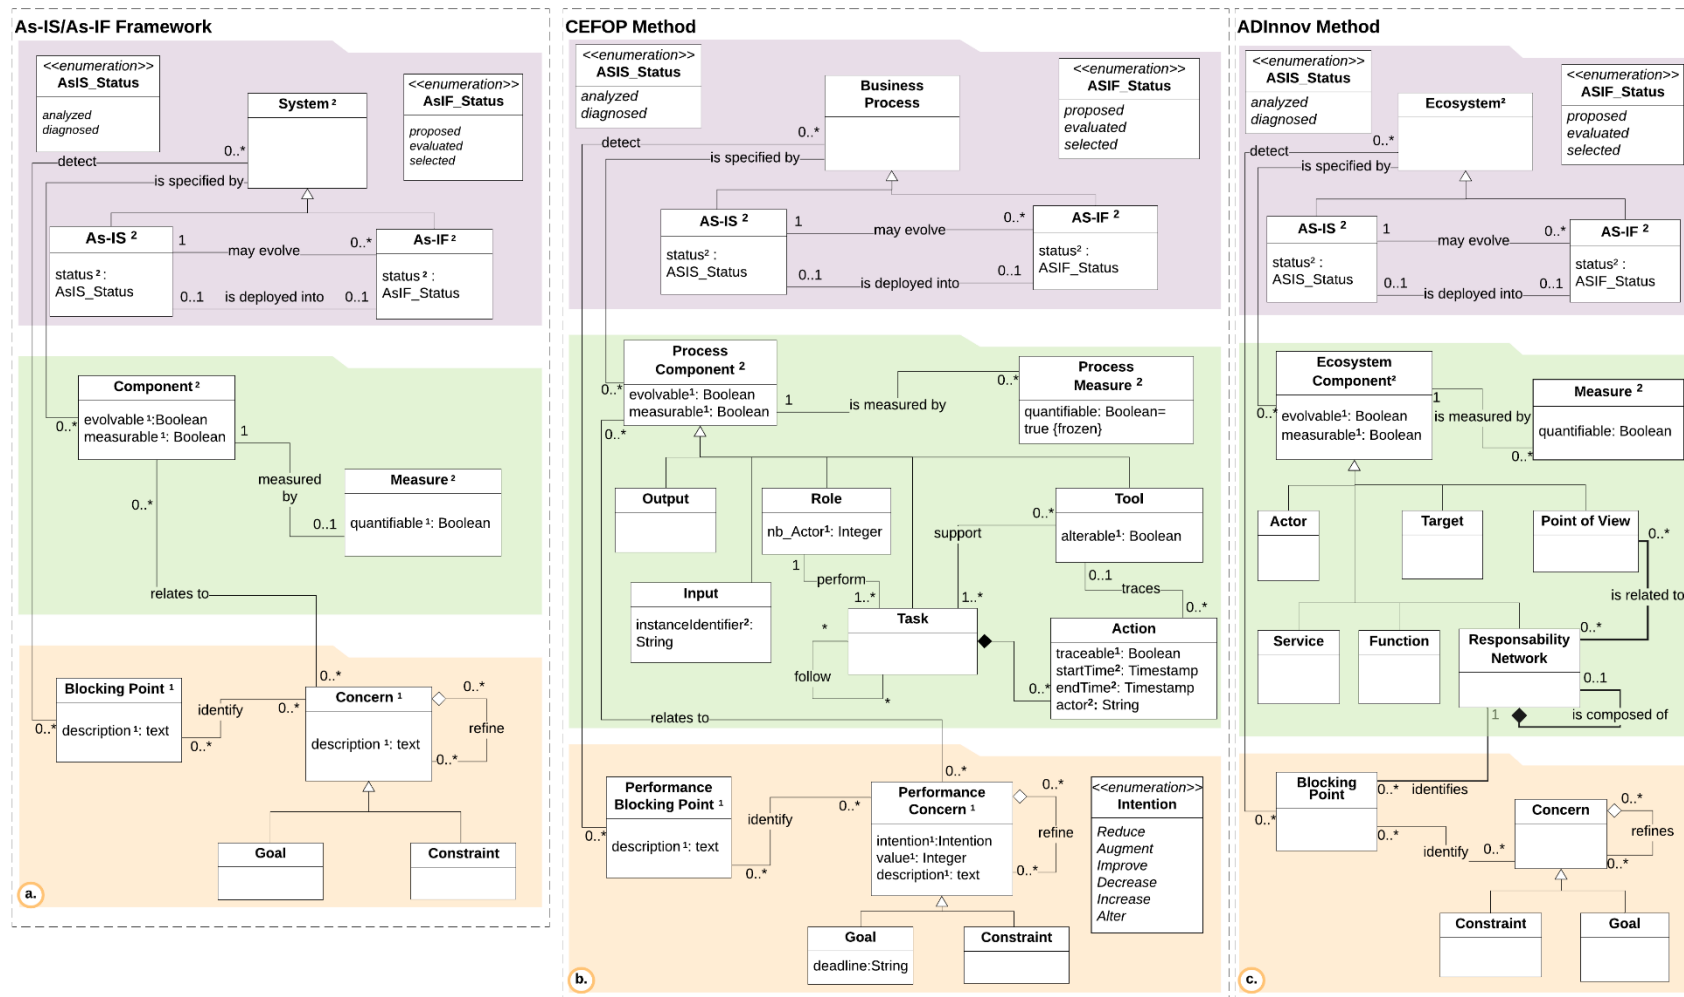 As-IS/As-IF Framework
<<enumeration>>
AsIS_Status
analyzed
diagnosed
System ²
<<enumeration>>
AsIF_Status
proposed
evaluated
selected
detect
0..*
is specified by
As-IS ²
status ² :
AsIS_Status
1
may evolve
0..*
0..1
is deployed into
0..1
As-IF ²
status ² :
AsIF_Status
Component ²
evolvable ¹:Boolean
measurable ¹: Boolean
0..*
1
measured
by
0..1
0..*
Measure ²
quantifiable ¹: Boolean
relates to
0..*
Blocking Point ¹
description ¹: text
0..*
identify
0..*
0..*
Concern ¹
description ¹: text
0..*
refine
0..*
Goal
Constraint
a.
CEFOP Method
<<enumeration>>
ASIS_Status
analyzed
diagnosed
Business
Process
<<enumeration>>
ASIF_Status
proposed
evaluated
selected
detect
0..*
is specified by
AS-IS ²
status² :
ASIS_Status
1
may evolve
0..*
0..1
is deployed into
0..1
AS-IF ²
status² :
ASIF_Status
Process
Component ²
evolvable¹: Boolean
measurable¹: Boolean
0..*
0..*
1
is measured by
0..*
Process
Measure ²
quantifiable: Boolean=
true {frozen}
Output
Role
nb_Actor¹: Integer
Tool
alterable¹: Boolean
0..*
support
1..*
1
perform
1..*
0..1
traces
0..*
Input
instanceIdentifier²:
String
Task
*
follow
*
Action
traceable¹: Boolean
startTime²: Timestamp
endTime²: Timestamp
actor²: String
0..*
relates to
0..*
Performance
Blocking Point ¹
description¹: text
0..*
identify
0..*
0..*
Performance
Concern ¹
intention¹:Intention
value¹: Integer
description¹: text
0..*
refine
0..*
<<enumeration>>
Intention
Reduce
Augment
Improve
Decrease
Increase
Alter
Goal
deadline:String
Constraint
b.
ADInnov Method
<<enumeration>>
ASIS_Status
analyzed
diagnosed
Ecosystem²
<<enumeration>>
ASIF_Status
proposed
evaluated
selected
detect
0..*
is specified by
AS-IS ²
status² :
ASIS_Status
1
may evolve
0..*
0..1
is deployed into
0..1
AS-IF ²
status² :
ASIF_Status
Ecosystem
Component²
evolvable¹: Boolean
measurable¹: Boolean
0..*
1
is measured by
0..*
Measure ²
quantifiable: Boolean
Actor
Target
Point of View
0..*
is related to
0..*
Service
Function
Responsability
Network
0..1
is composed of
1
Blocking
Point
0..*
identifies
0..*
0..*
identify
0..*
Concern
0..*
refines
0..*
Constraint
Goal
c.